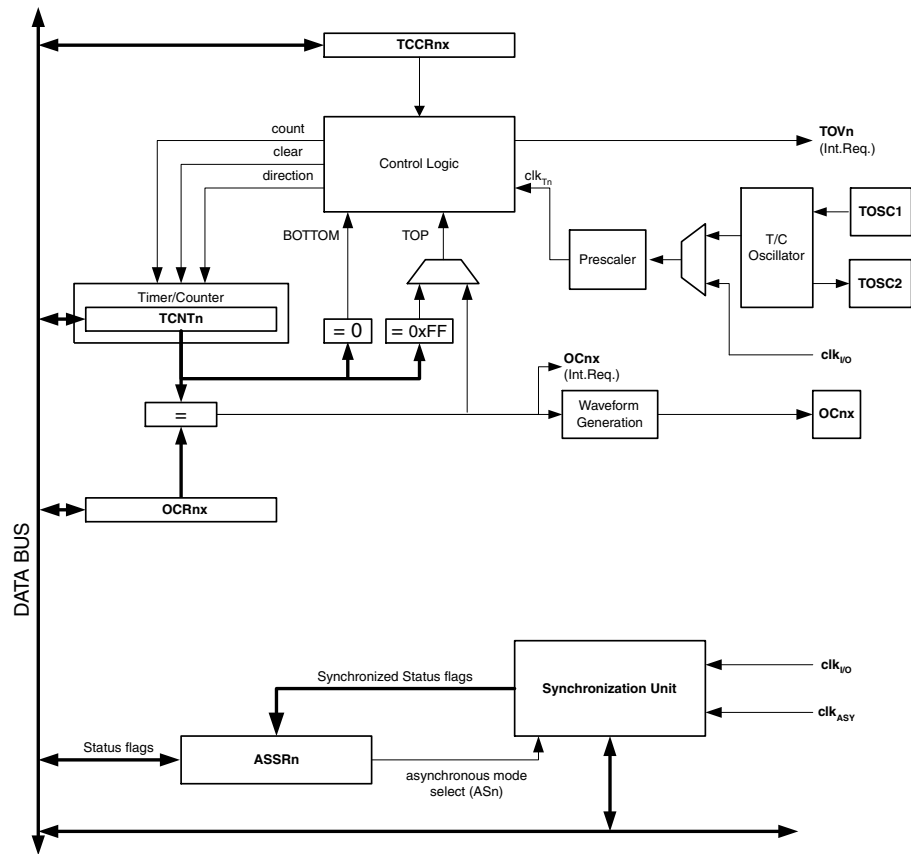 TCCRnx
count
clear
direction
Control Logic
TOVn
(Int.Req.)
clkTn
TOSC1
T/C
Oscillator
TOSC2
BOTTOM
TOP
Prescaler
Timer/Counter
TCNTn
= 0
= 0xFF
clkI/O
OCnx
(Int.Req.)
=
Waveform
Generation
OCnx
OCRnx
DATA BUS
Synchronized Status flags
Synchronization Unit
clkI/O
clkASY
Status flags
ASSRn
asynchronous mode
select (ASn)